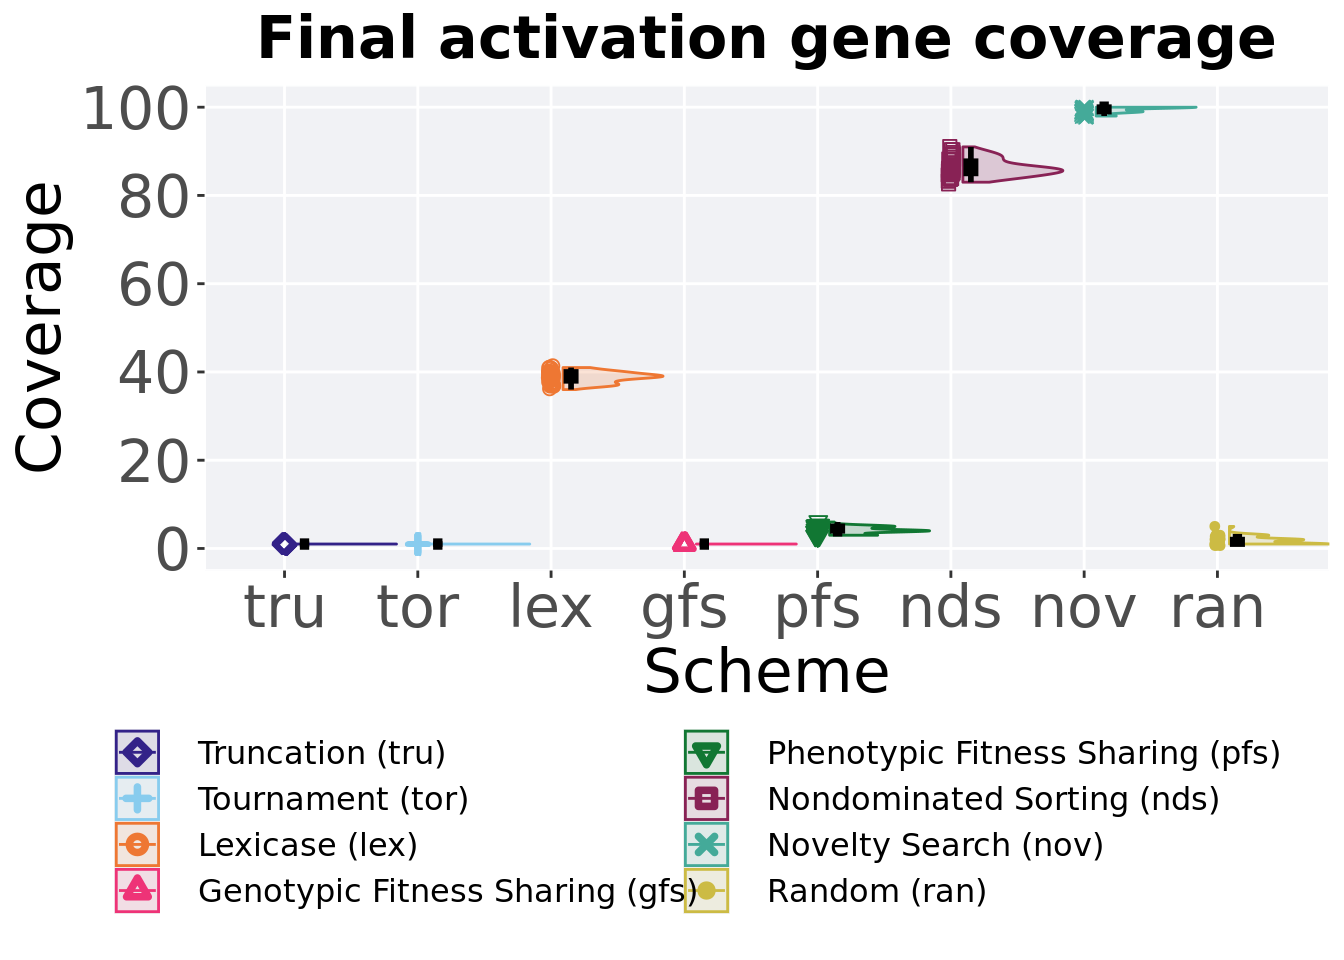 Final activation gene coverage
Coverage
100
80
60
40
20
0
tru tor lex gfs pfs nds nov ran
Scheme
Truncation (tru)
Tournament (tor)
Lexicase (lex)
Genotypic Fitness Sharing (gfs)
Phenotypic Fitness Sharing (pfs)
Nondominated Sorting (nds)
Novelty Search (nov)
Random (ran)